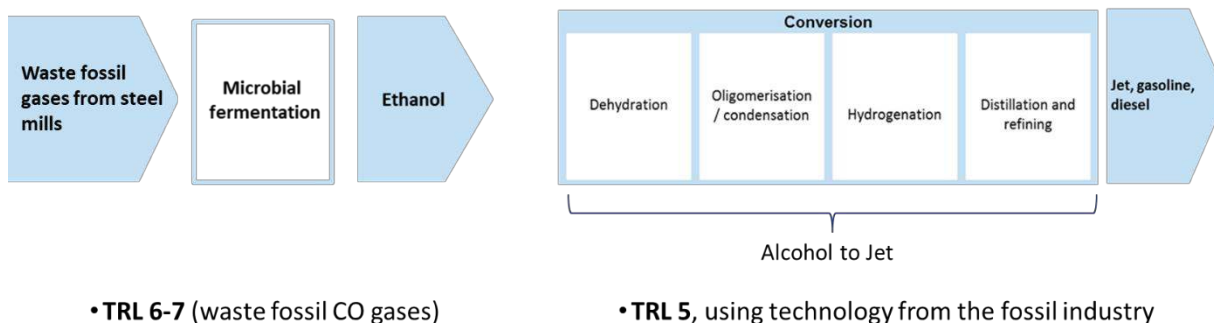 Waste fossil
gases from steel
mills
Microbial
fermentation
Ethanol
Conversion
Dehydration
Oligomerisation
/ condensation
Hydrogenation
Distillation and
refining
Jet, gasoline,
diesel
Alcohol to Jet
• TRL 6-7 (waste fossil CO gases)
• TRL 5, using technology from the fossil industry